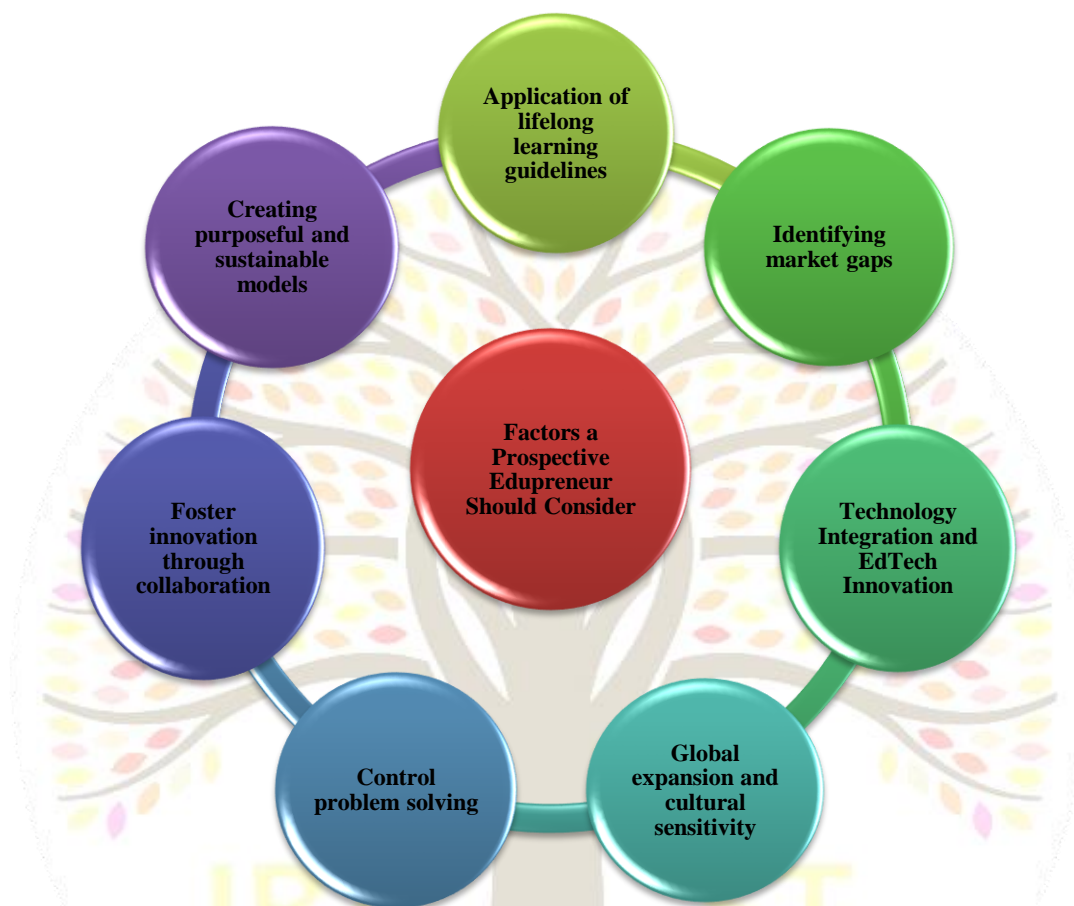 Application of
lifelong
learning
guidelines
Identifying
market gaps
Technology
Integration and
EdTech
Innovation
Global
expansion and
cultural
sensitivity
Control
problem solving
Foster
innovation
through
collaboration
Creating
purposeful and
sustainable
models
Factors a
Prospective
Edupreneur
Should Consider